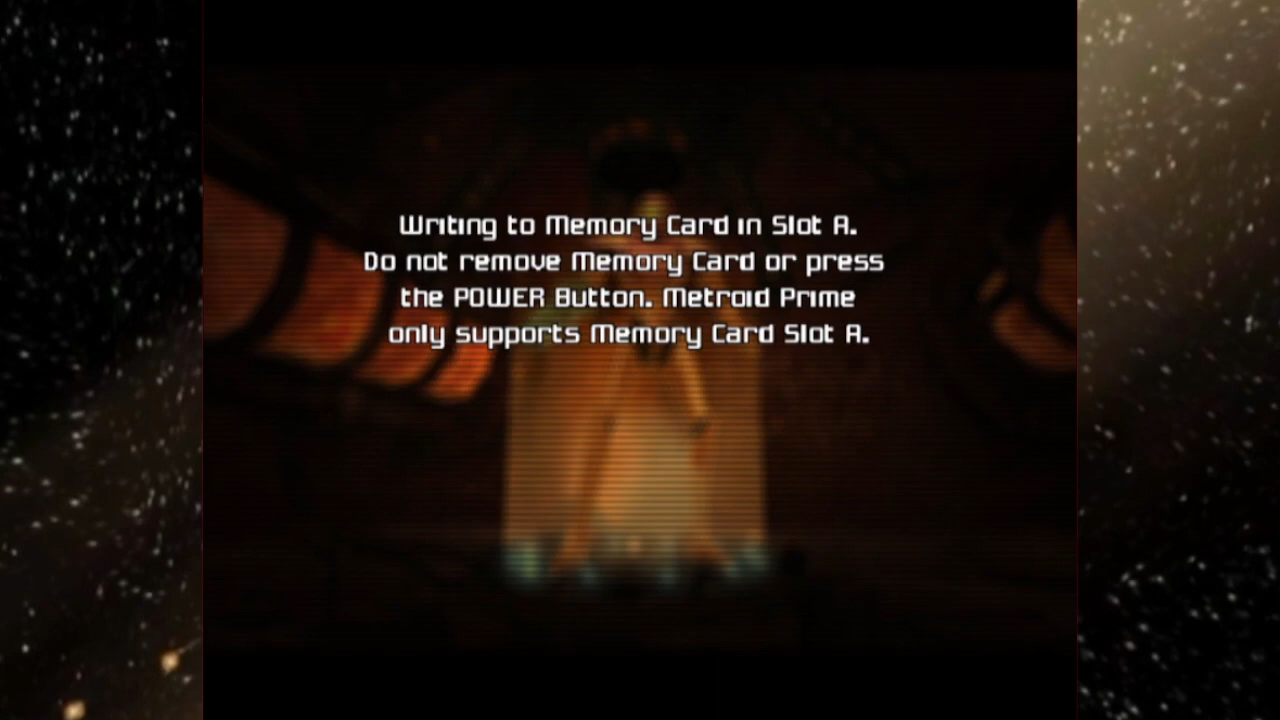 Writing to Memory Card in Slot A.
Do not remove Memory Card or press
the POWER Button. Metroid Prime
only supports Memory Card Slot A.